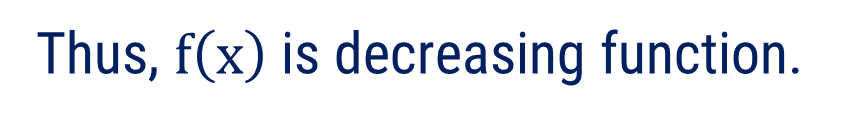 Thus, f(x) is decreasing function.